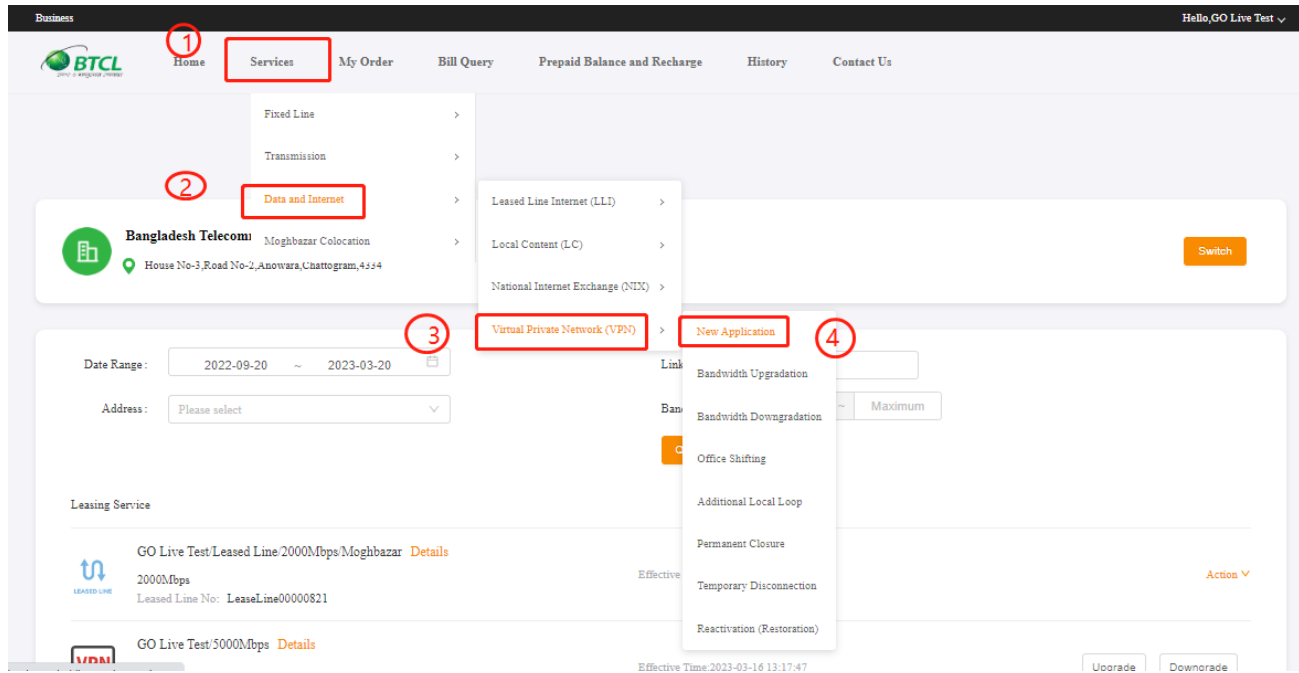 Business
Hello,GO Live Test
1
BTCL
Home
Services
My Order
Bill Query
Prepaid Balance and Recharge
History
Contact Us
Fixed Line
Transmission
2
Data and Internet
Moghbazar Colocation
Leased Line Internet (LLI)
Local Content (LC)
National Internet Exchange (NIX)
3
Virtual Private Network (VPN)
New Application
4
Bandwidth Upgradation
Bandwidth Downgradation
Office Shifting
Additional Local Loop
Permanent Closure
Temporary Disconnection
Reactivation (Restoration)
Bangladesh
House No-3,Road No-2,Anowara,Chattogram,4334
Switch
Date Range :
2022-09-20 ~ 2023-03-20
Link
Address :
Please select
~ Maximum
Leasing Service
GO Live Test/Leased Line/2000Mbps/Moghbazar Details
2000Mbps
Leased Line No: LeaseLine00000821
LEASED LINE
Effective
Action
GO Live Test/5000Mbps Details
VPN
Effective Time:2023-03-16 13:17:47
Upgrade
Downgrade